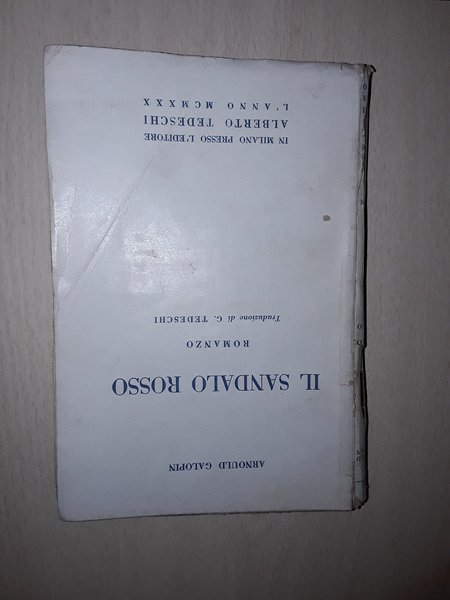 ARNOULD GALOPIN
IL SANDALO ROSSO
ROMANZO
Traduzione di G. TEDESCHI
IN MILANO PRESSO L'EDITORE
ALBERTO TEDESCHI
L'ANNO MCMXXX